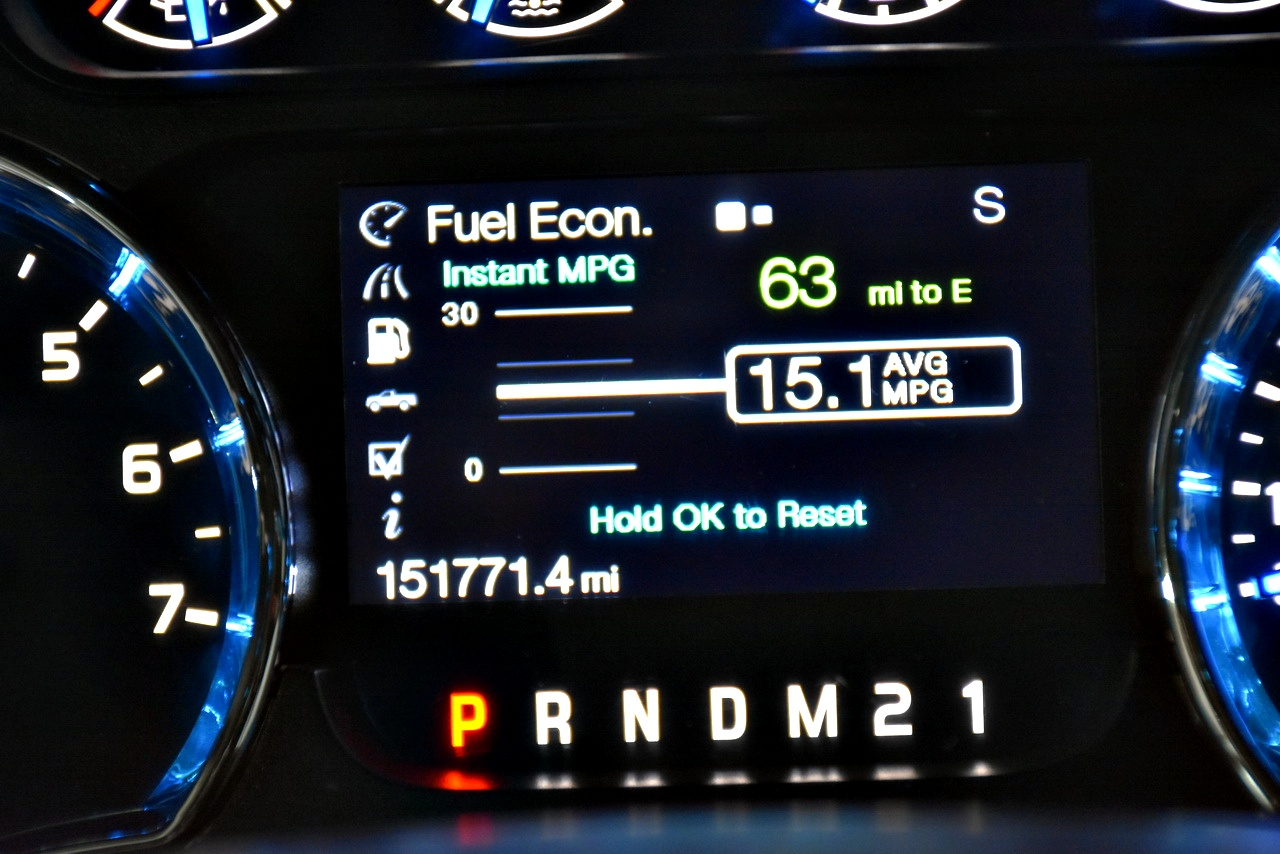 Fuel Econ.
S
Instant MPG
63 mi to E
30
15.1 AVG MPG
0
Hold OK to Reset
151771.4 mi
5
6
7
P R N D M 2 1